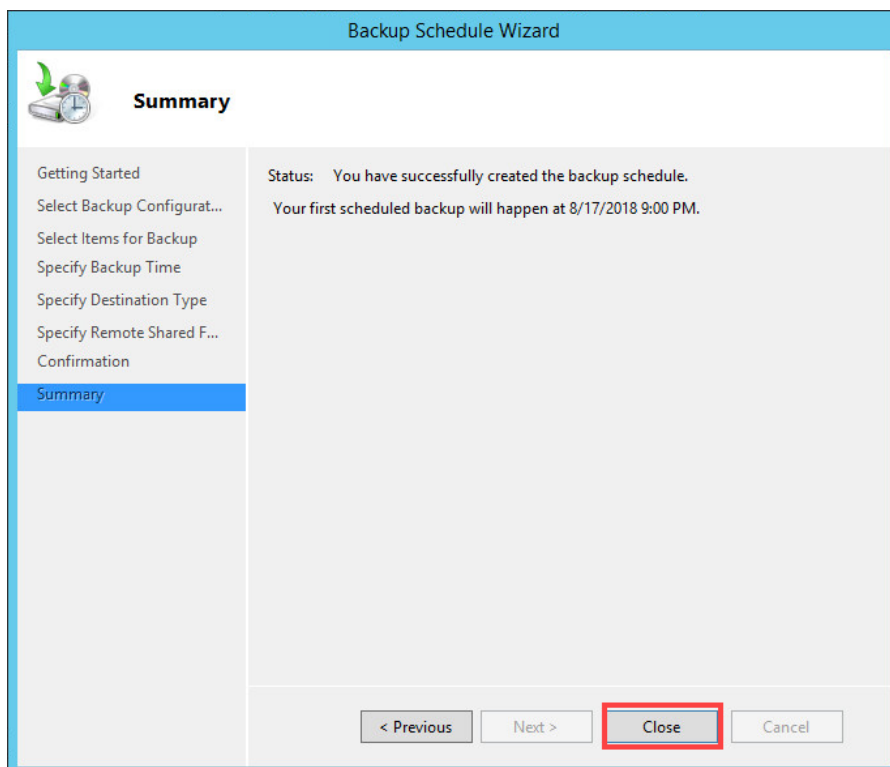 Backup Schedule Wizard
Summary
Getting Started
Select Backup Configurat...
Select Items for Backup
Specify Backup Time
Specify Destination Type
Specify Remote Shared F...
Confirmation
Summary
Status: You have successfully created the backup schedule.
Your first scheduled backup will happen at 8/17/2018 9:00 PM.
< Previous Next > Close Cancel